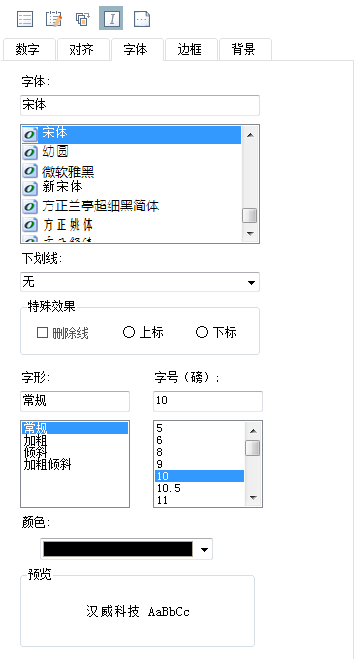 数字 对齐 字体 边框 背景
字体:
宋体
宋体
幼圆
微软雅黑
新宋体
方正兰亭超细黑简体
方正姚体
下划线:
无
特殊效果
删除线 上标 下标
字形: 字号（磅）:
常规 10
常规 5
加粗 6
倾斜 8
加粗倾斜 9
10
10.5
11
颜色:
预览
汉威科技 AaBbCc